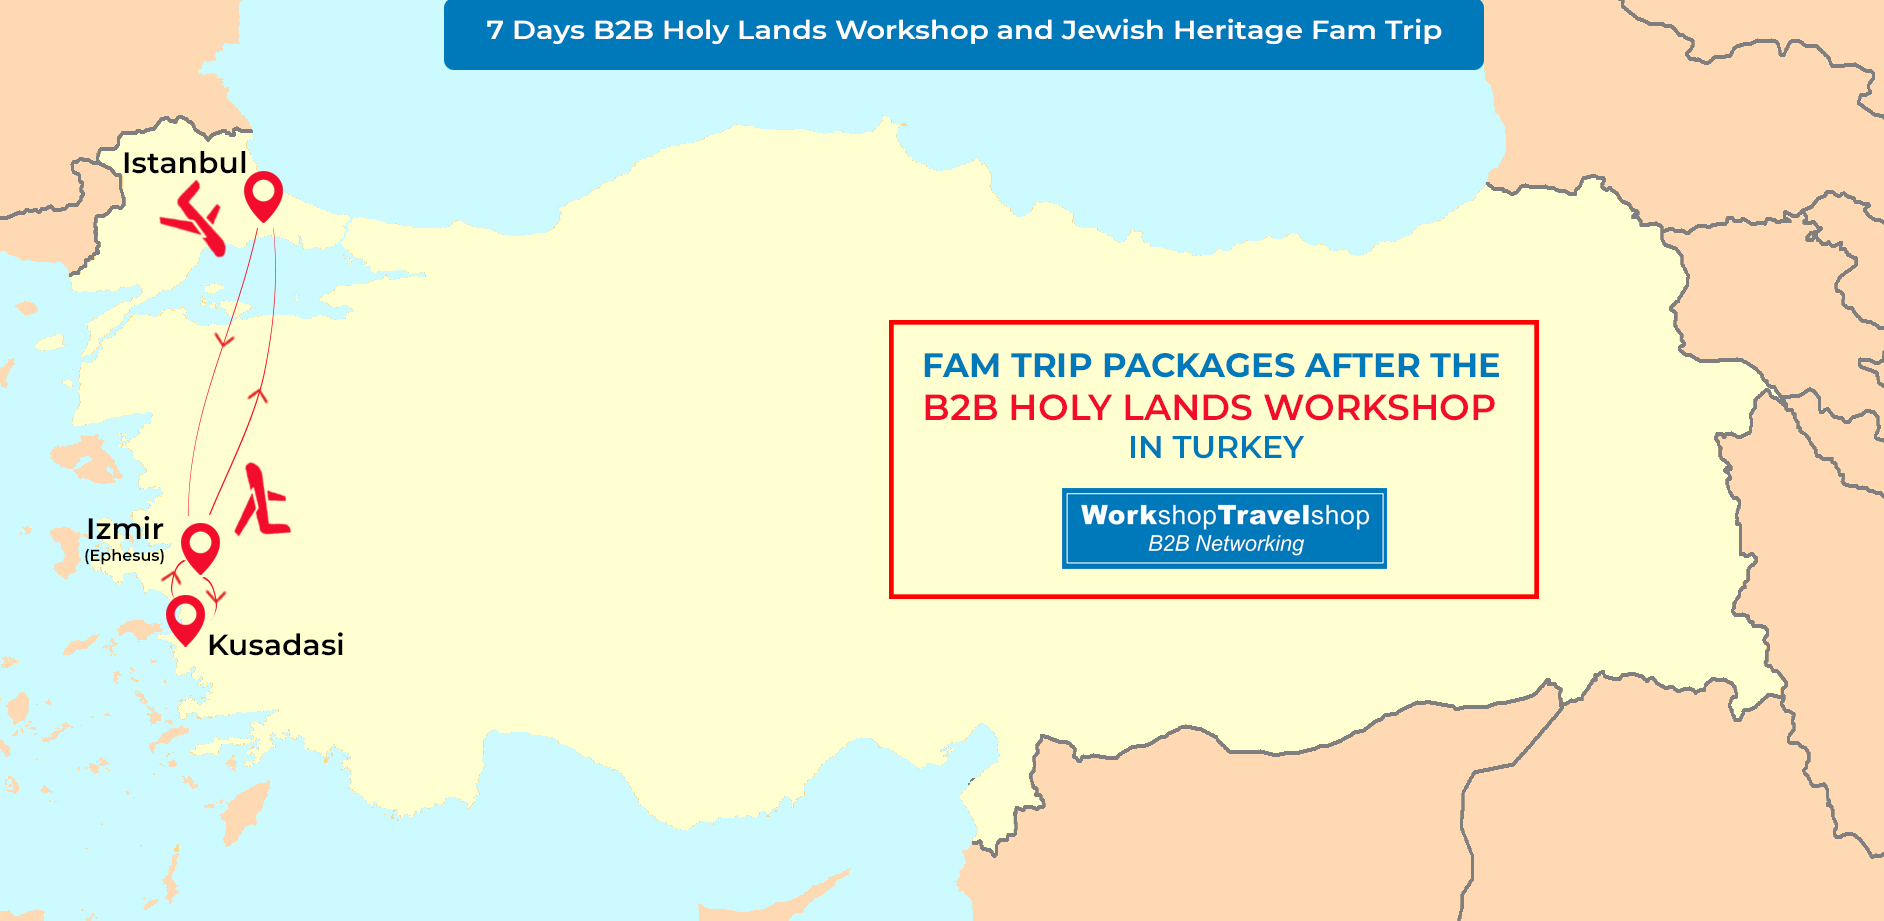 7 Days B2B Holy Lands Workshop and Jewish Heritage Fam Trip
Istanbul
FAM TRIP PACKAGES AFTER THE
B2B HOLY LANDS WORKSHOP
IN TURKEY
WorkshopTravelshop
B2B Networking
Izmir
(Ephesus)
Kusadasi